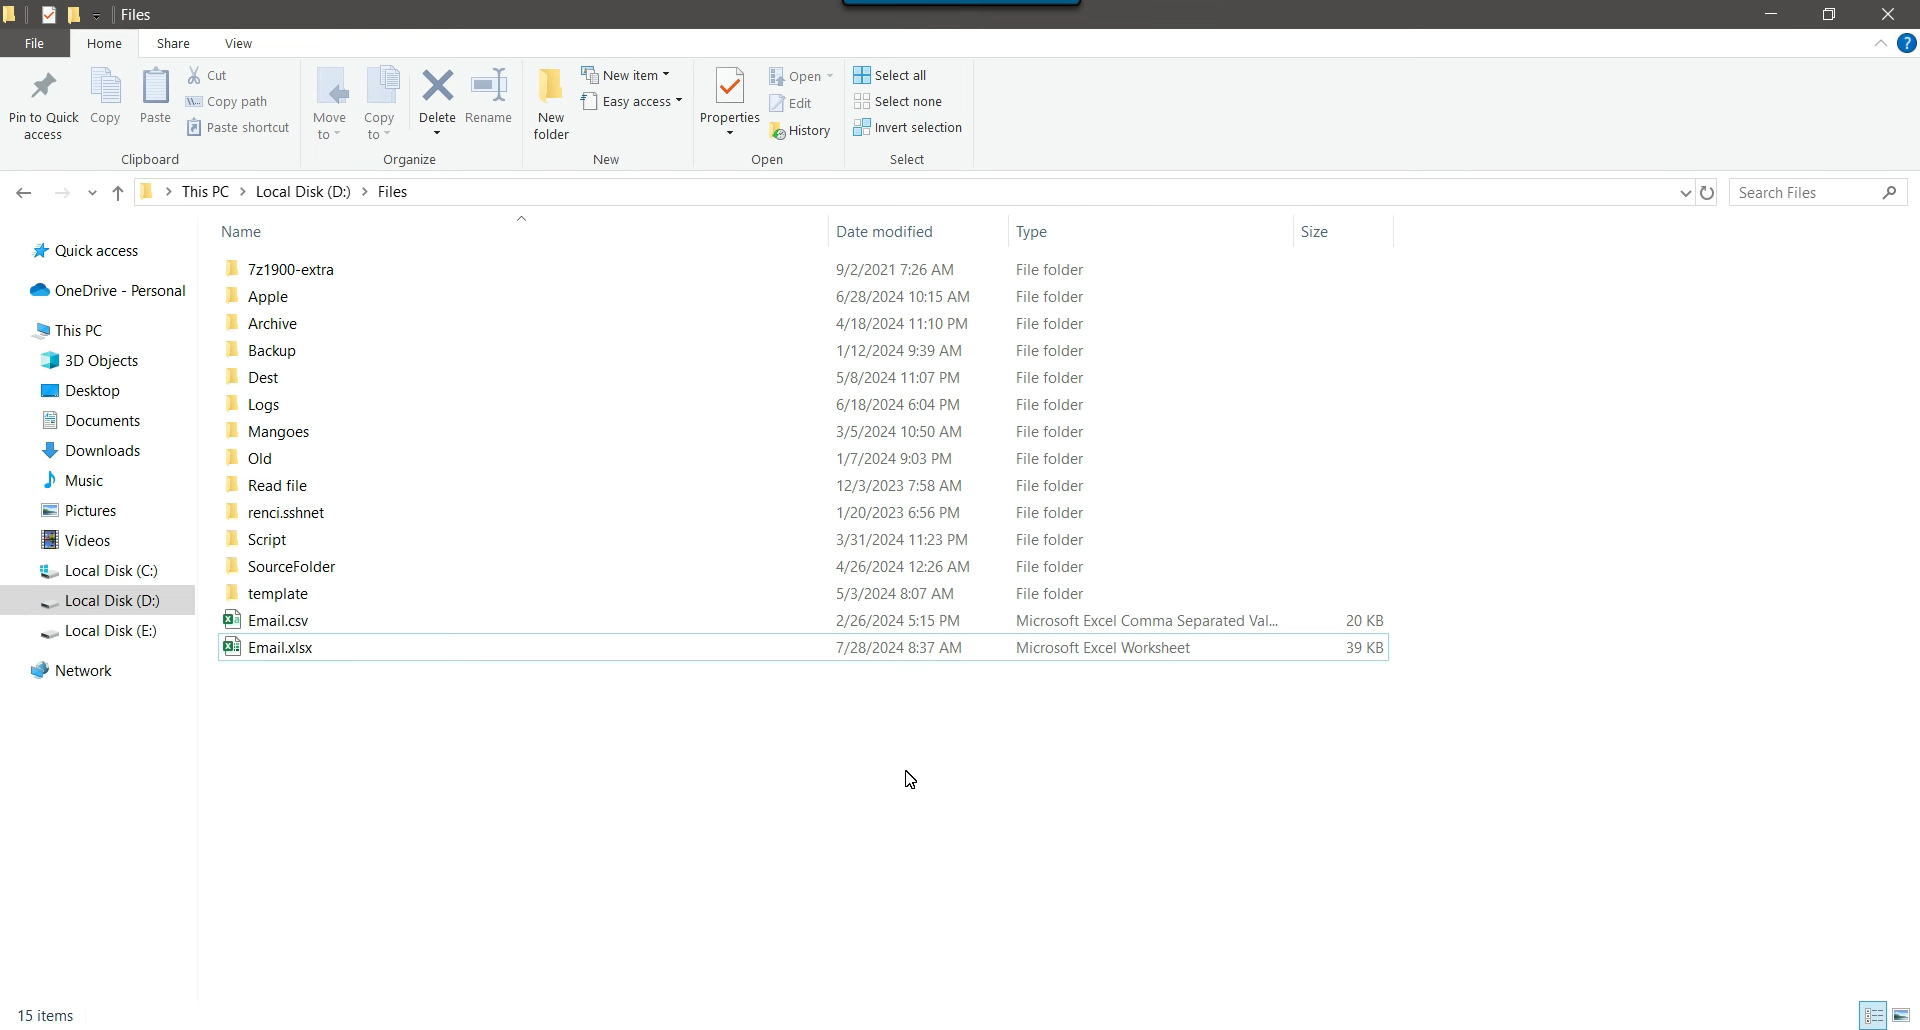 Files
File Home Share View ?
Pin to Quick access
Copy
Paste
Cut
Copy path
Paste shortcut
Clipboard
Move to
Copy to
Delete
Rename
Organize
New folder
New item
Easy access
New
Properties
Open
Edit
History
Open
Select all
Select none
Invert selection
Select
This PC > Local Disk (D:) > Files
Search Files
Quick access
OneDrive - Personal
This PC
3D Objects
Desktop
Documents
Downloads
Music
Pictures
Videos
Local Disk (C:)
Local Disk (D:)
Local Disk (E:)
Network
Name Date modified Type Size
7z1900-extra 9/2/2021 7:26 AM File folder
Apple 6/28/2024 10:15 AM File folder
Archive 4/18/2024 11:10 PM File folder
Backup 1/12/2024 9:39 AM File folder
Dest 5/8/2024 11:07 PM File folder
Logs 6/18/2024 6:04 PM File folder
Mangoes 3/5/2024 10:50 AM File folder
Old 1/7/2024 9:03 PM File folder
Read file 12/3/2023 7:58 AM File folder
renci.sshnet 1/20/2023 6:56 PM File folder
Script 3/31/2024 11:23 PM File folder
SourceFolder 4/26/2024 12:26 AM File folder
template 5/3/2024 8:07 AM File folder
Email.csv 2/26/2024 5:15 PM Microsoft Excel Comma Separated Val... 20 KB
Email.xlsx 7/28/2024 8:37 AM Microsoft Excel Worksheet 39 KB
15 items